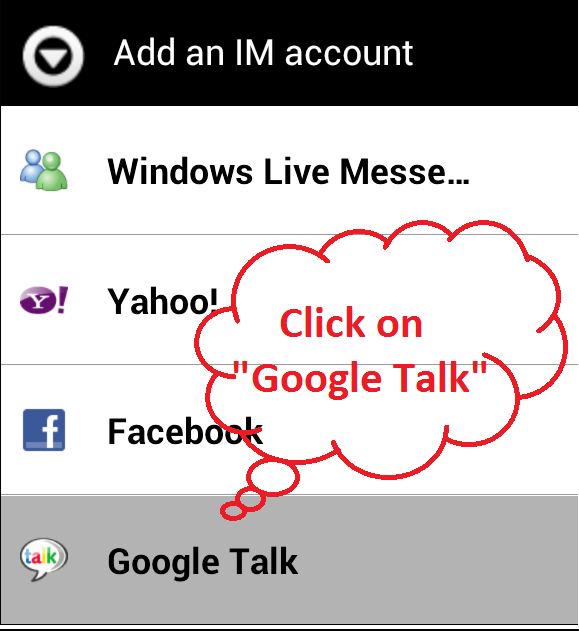 Add an IM account
Windows Live Messe...
Y!
Yahoo!
Click on
"Google Talk"
f
Facebook
talk
Google Talk